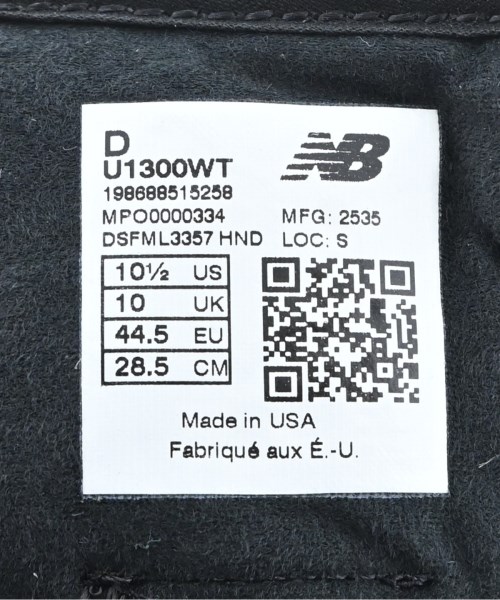 D
U1300WT
NB
198688515258
MPO0000334 MFG: 2535
DSFML3357 HND LOC: S
10½ US
10 UK
44.5 EU
28.5 CM
Made in USA
Fabriqué aux É.-U.